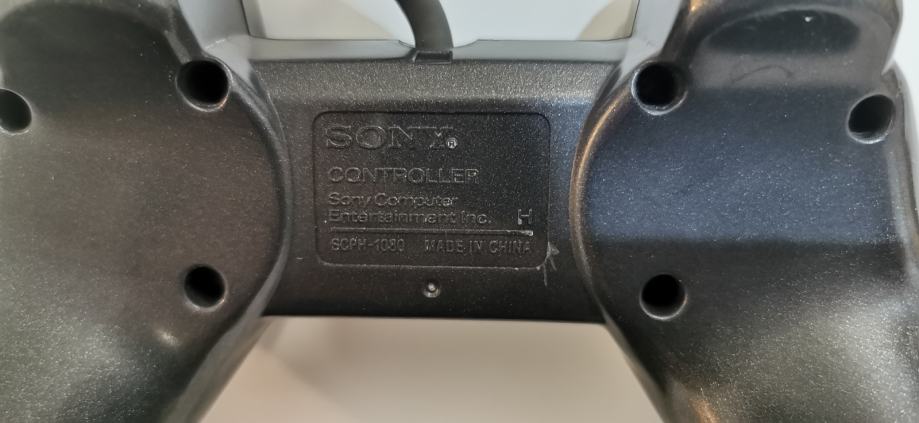 SONY®
CONTROLLER
Sony Computer
Entertainment Inc. H
SCPH-1080 MADE IN CHINA